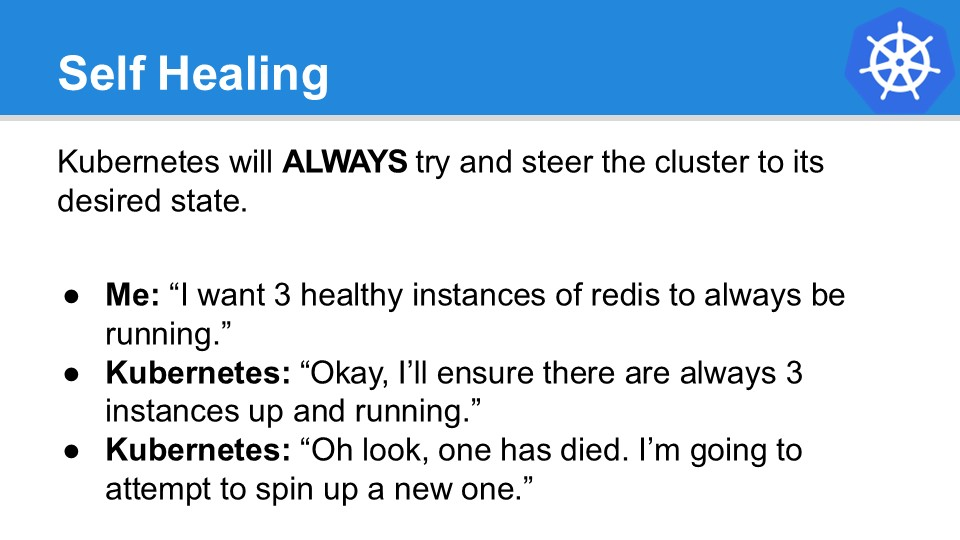 Self Healing
Kubernetes will ALWAYS try and steer the cluster to its
desired state.
● Me: “I want 3 healthy instances of redis to always be
running.”
● Kubernetes: “Okay, I’ll ensure there are always 3
instances up and running.”
● Kubernetes: “Oh look, one has died. I’m going to
attempt to spin up a new one.”